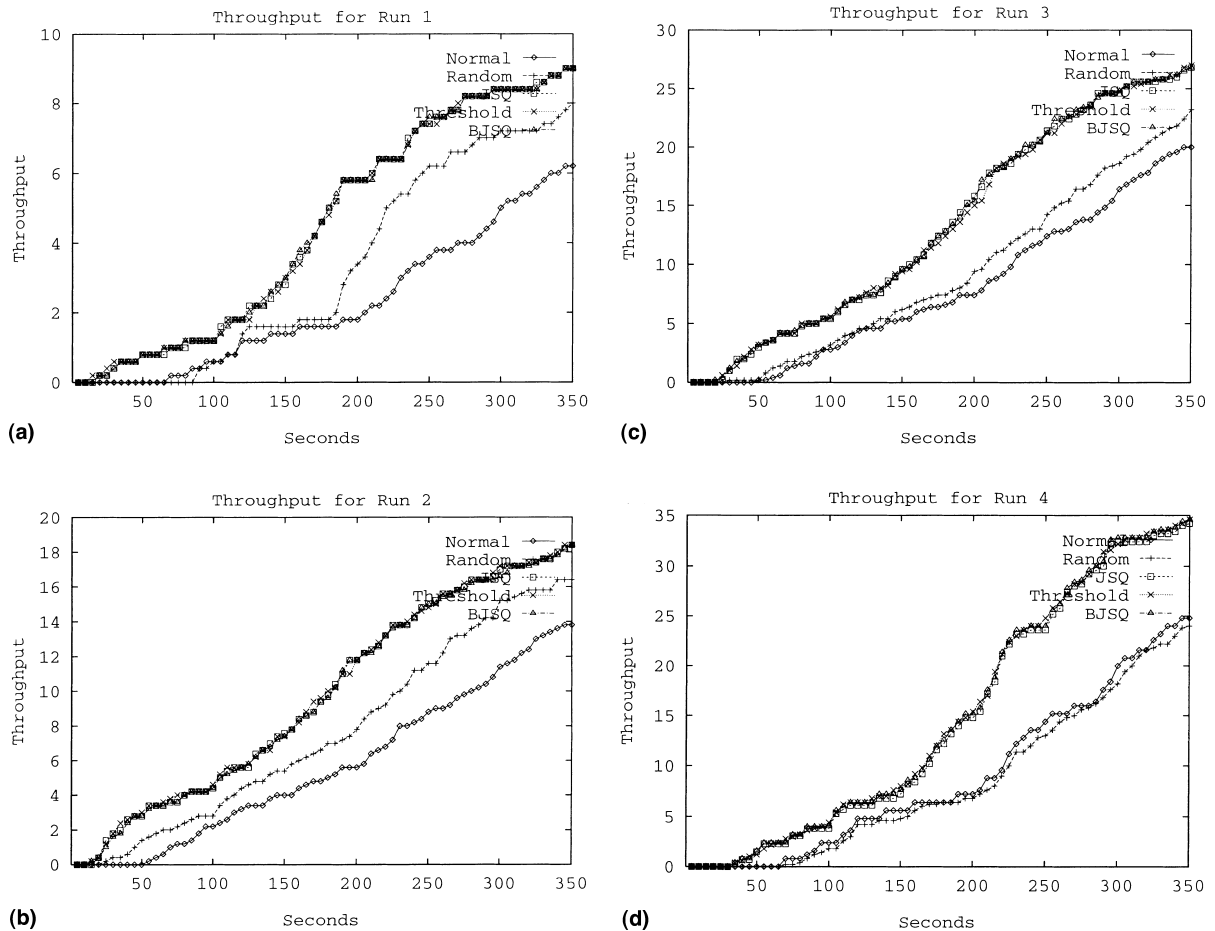 Throughput for Run 1
Throughput
10
8
6
4
2
0
Normal
Random
JSQ
Threshold
BJSQ
50 100 150 200 250 300 350
Seconds
(a)
Throughput for Run 2
Throughput
20
18
16
14
12
10
8
6
4
2
0
Normal
Random
JSQ
Threshold
BJSQ
50 100 150 200 250 300 350
Seconds
(b)
Throughput for Run 3
Throughput
30
25
20
15
10
5
0
Normal
Random
JSQ
Threshold
BJSQ
50 100 150 200 250 300 350
Seconds
(c)
Throughput for Run 4
Throughput
35
30
25
20
15
10
5
0
Normal
Random
JSQ
Threshold
BJSQ
50 100 150 200 250 300 350
Seconds
(d)